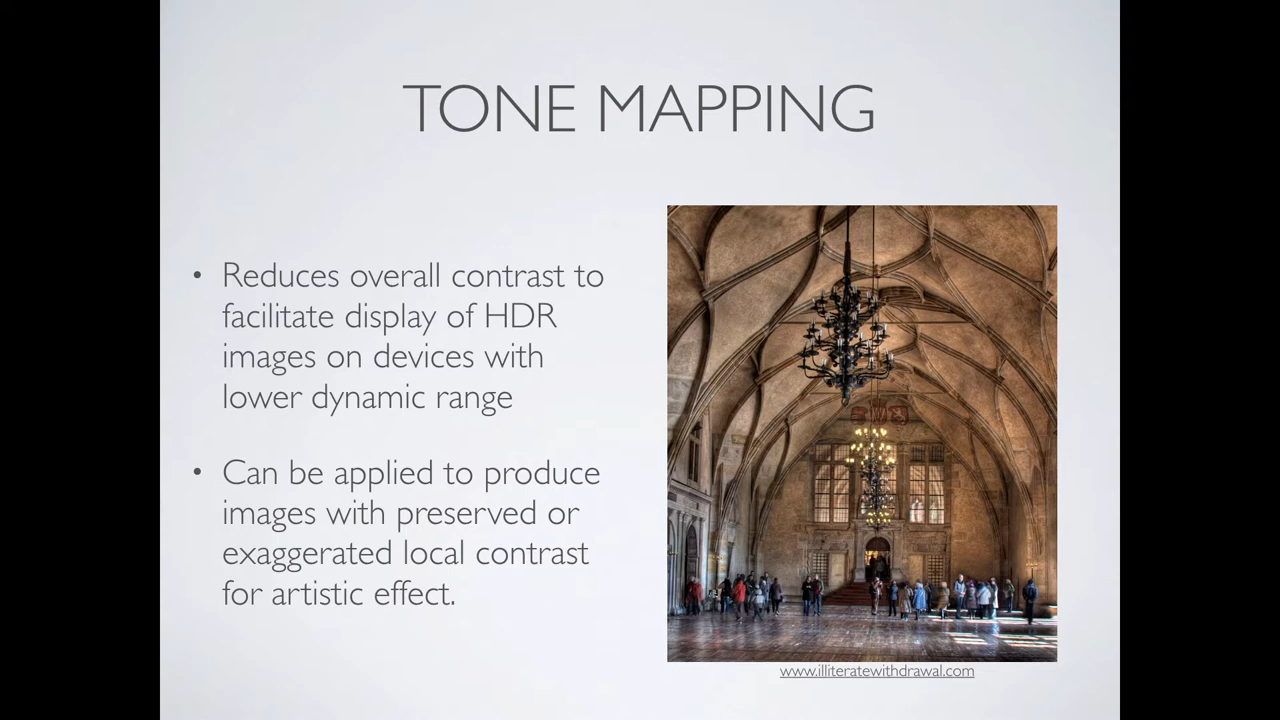 TONE MAPPING
• Reduces overall contrast to
facilitate display of HDR
images on devices with
lower dynamic range
• Can be applied to produce
images with preserved or
exaggerated local contrast
for artistic effect.
www.illiteratewithdrawal.com